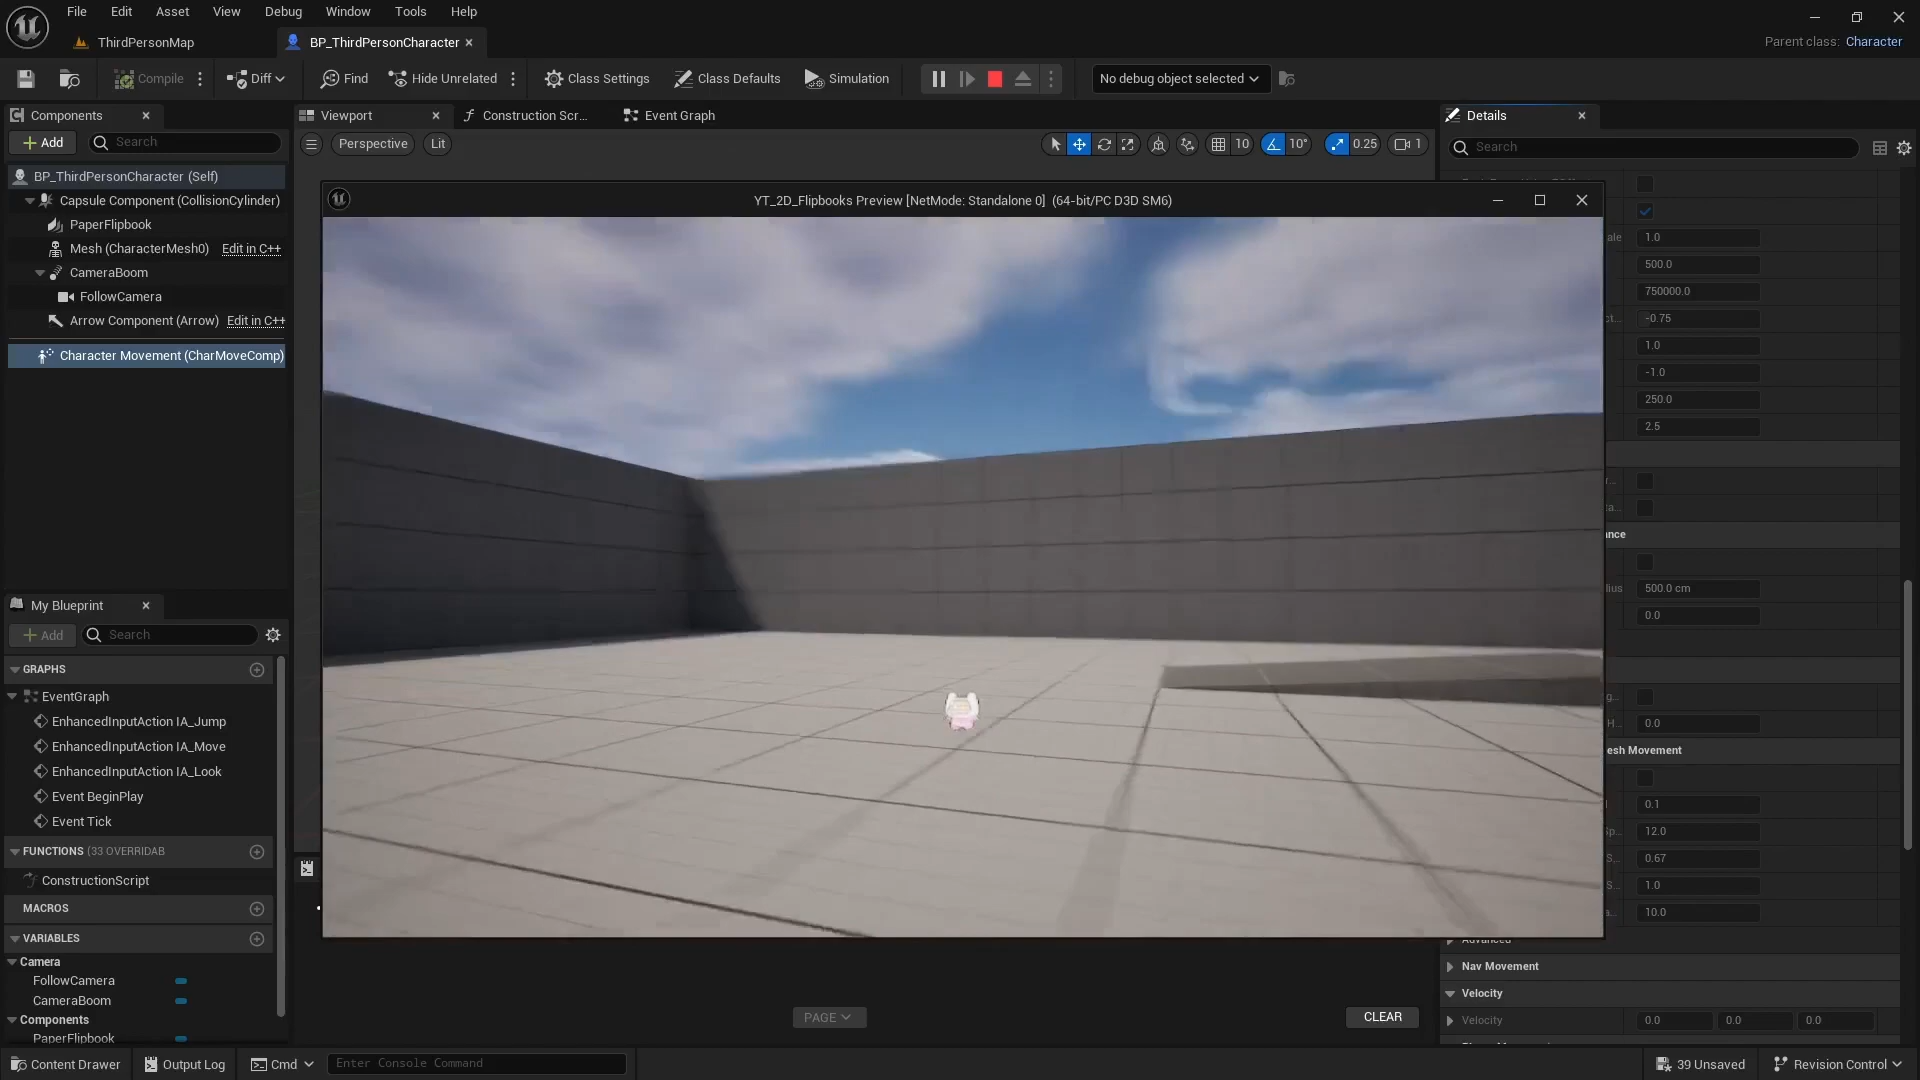 File Edit Asset View Debug Window Tools Help
ThirdPersonMap
BP_ThirdPersonCharacter
Parent class: Character
Compile
Diff
Find
Hide Unrelated
Class Settings
Class Defaults
Simulation
No debug object selected
Components
Add
Search
BP_ThirdPersonCharacter (Self)
Capsule Component (CollisionCylinder)
PaperFlipbook
Mesh (CharacterMesh0) Edit in C++
CameraBoom
FollowCamera
Arrow Component (Arrow) Edit in C++
Character Movement (CharMoveComp)
Viewport
Construction Scr...
Event Graph
Perspective
Lit
10
10°
0.25
1
YT_2D_Flipbooks Preview [NetMode: Standalone 0] (64-bit/PC D3D SM6)
My Blueprint
Add
Search
GRAPHS
EventGraph
EnhancedInputAction IA_Jump
EnhancedInputAction IA_Move
EnhancedInputAction IA_Look
Event BeginPlay
Event Tick
FUNCTIONS (33 OVERRIDAB
ConstructionScript
MACROS
VARIABLES
Camera
FollowCamera
CameraBoom
Components
PaperFlipbook
PAGE
CLEAR
Details
Search
ale 1.0
500.0
750000.0
ct... -0.75
1.0
-1.0
250.0
2.5
ta...
ance
lius 500.0 cm
0.0
g...
H... 0.0
esh Movement
0.1
Sp... 12.0
S... 0.67
S... 1.0
a... 10.0
Advanced
Nav Movement
Velocity
Velocity 0.0 0.0 0.0
Content Drawer
Output Log
Cmd
Enter Console Command
39 Unsaved
Revision Control